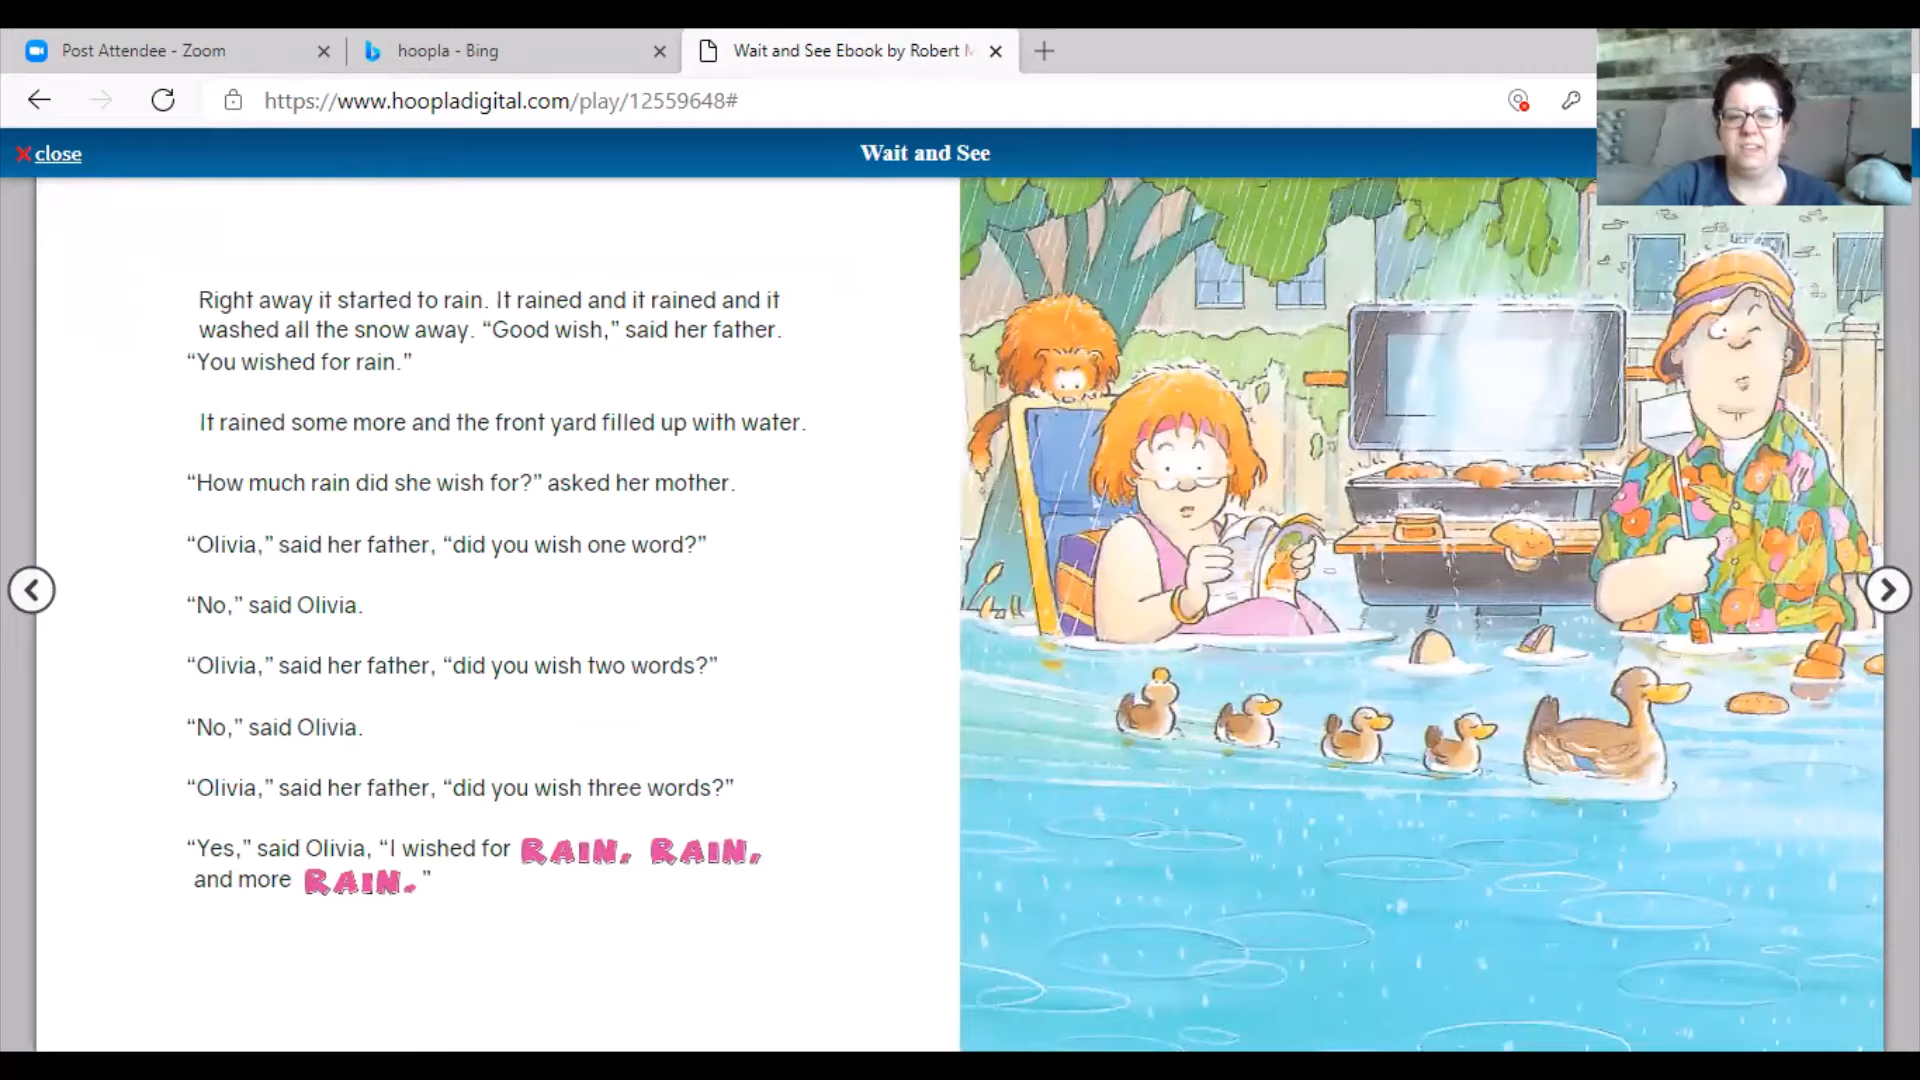 Post Attendee - Zoom
hoopla - Bing
Wait and See Ebook by Robert
https://www.hoopladigital.com/play/12559648#
close
Wait and See
Right away it started to rain. It rained and it rained and it
washed all the snow away. “Good wish,” said her father.
“You wished for rain.”
It rained some more and the front yard filled up with water.
“How much rain did she wish for?” asked her mother.
“Olivia,” said her father, “did you wish one word?”
“No,” said Olivia.
“Olivia,” said her father, “did you wish two words?”
“No,” said Olivia.
“Olivia,” said her father, “did you wish three words?”
“Yes,” said Olivia, “I wished for RAIN, RAIN,
and more RAIN.”